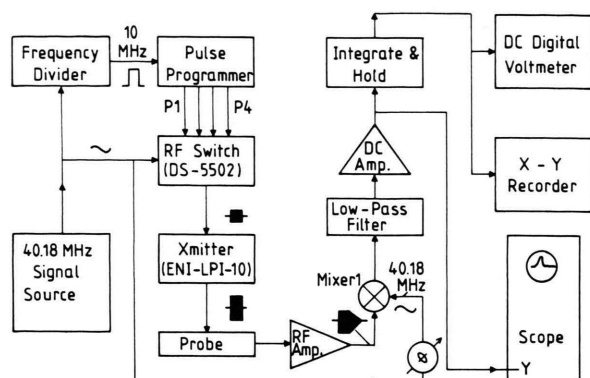 Frequency
Divider
10
MHz
Pulse
Programmer
P1
P4
RF Switch
(DS-5502)
40.18 MHz
Signal
Source
Xmitter
(ENI-LPI-10)
Probe
RF
Amp.
Mixer1
40.18
MHz
Low-Pass
Filter
DC
Amp.
Integrate &
Hold
DC Digital
Voltmeter
X-Y
Recorder
Scope
Y
ø